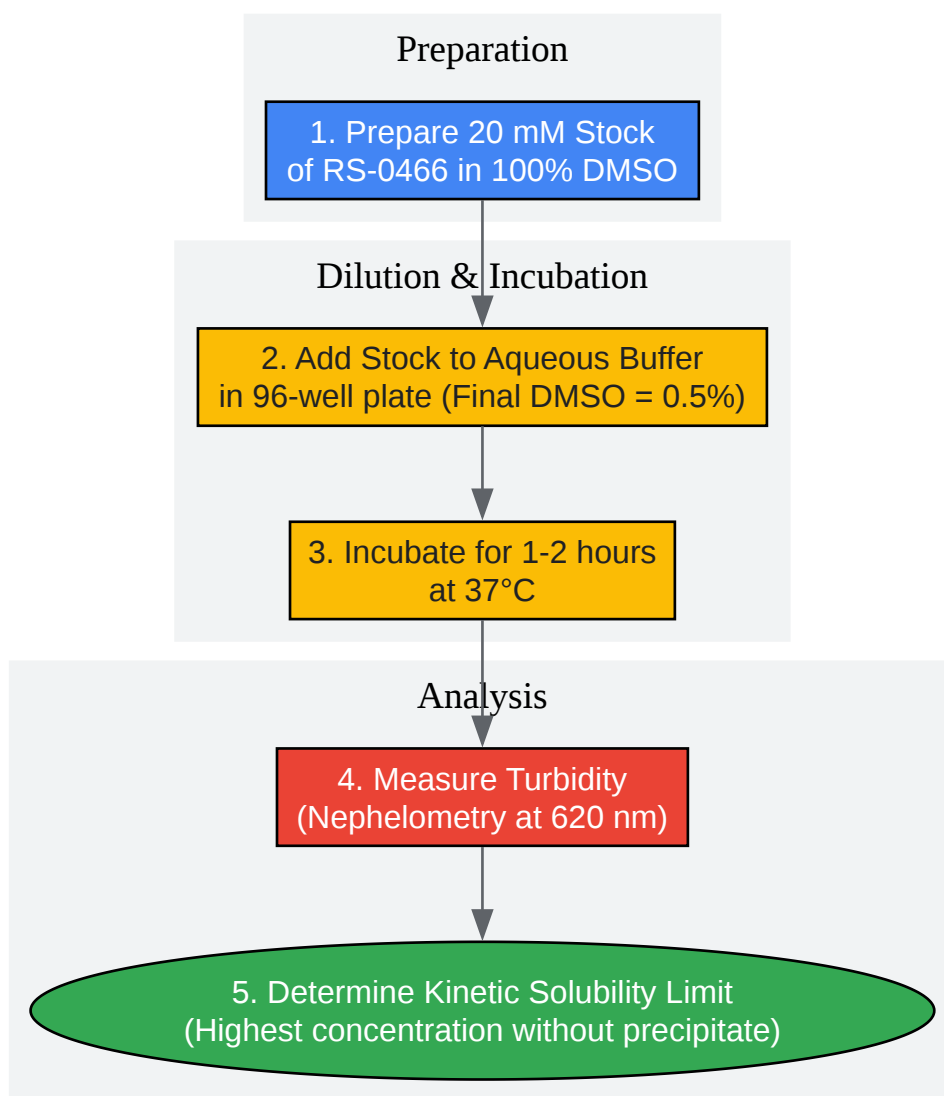 Preparation
1. Prepare 20 mM Stock
of RS-0466 in 100% DMSO
Dilution & Incubation
2. Add Stock to Aqueous Buffer
in 96-well plate (Final DMSO = 0.5%)
3. Incubate for 1-2 hours
at 37°C
Analysis
4. Measure Turbidity
(Nephelometry at 620 nm)
5. Determine Kinetic Solubility Limit
(Highest concentration without precipitate)